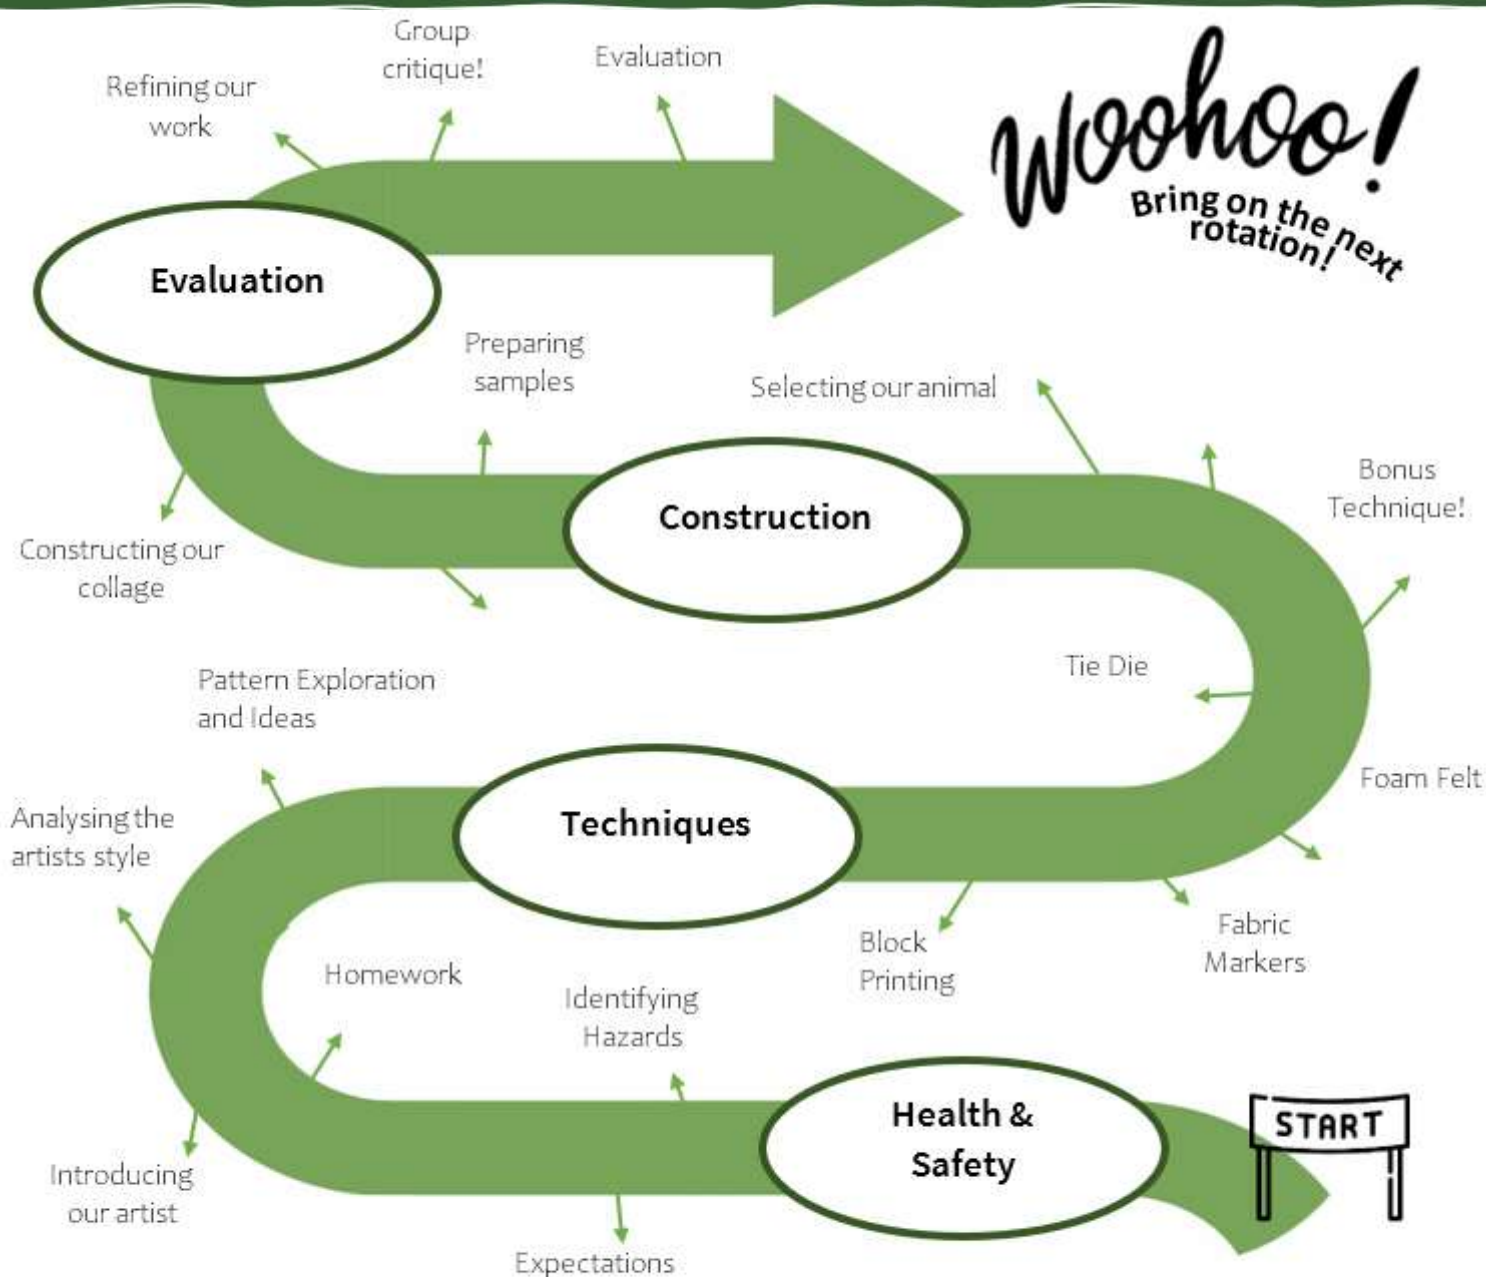 Group
critique!
Evaluation
Refining our
work
Woohoo!
Bring on the next
rotation!
Evaluation
Preparing
samples
Selecting our animal
Construction
Bonus
Technique!
Constructing our
collage
Tie Die
Pattern Exploration
and Ideas
Foam Felt
Techniques
Analysing the
artists style
Block
Printing
Fabric
Markers
Homework
Identifying
Hazards
Health &
Safety
START
Introducing
our artist
Expectations